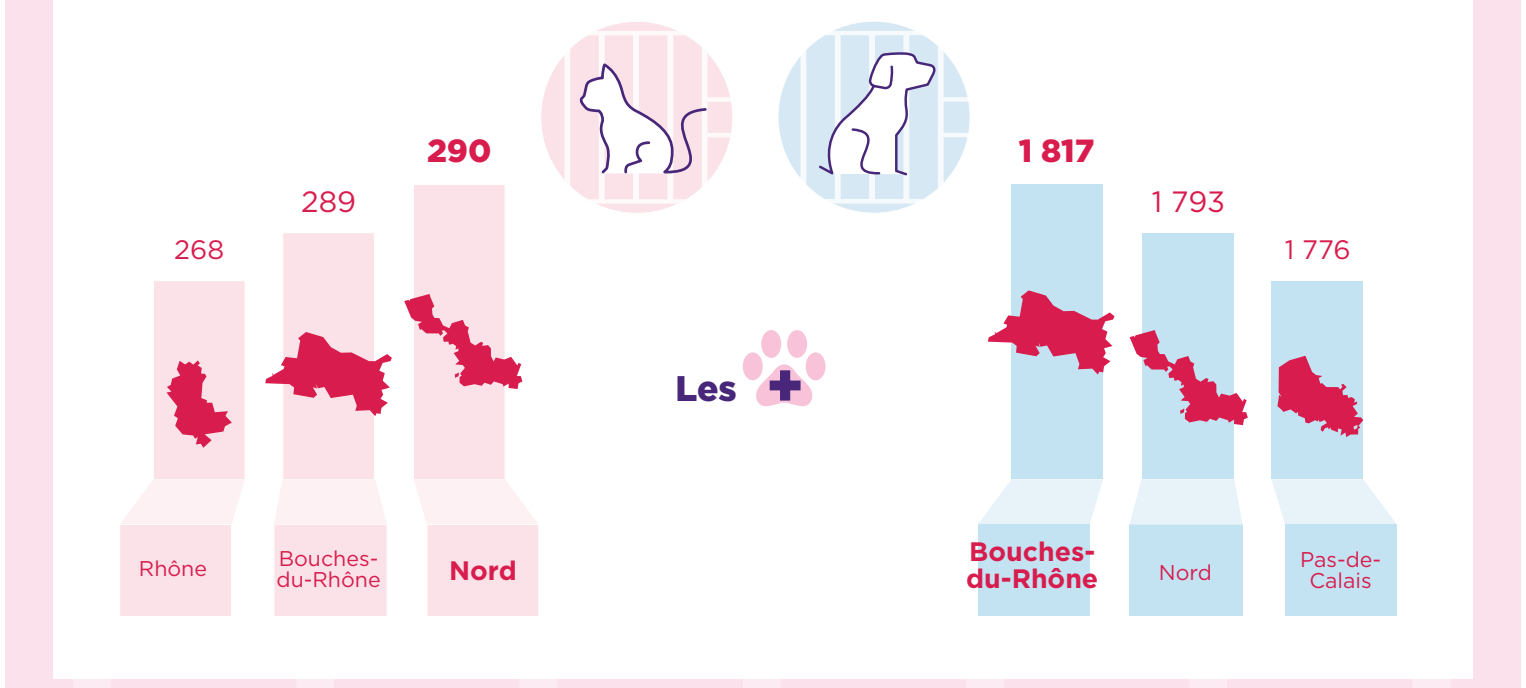 290
289
268
Rhône
Bouches-
du-Rhône
Nord
Les +
1 817
1 793
1 776
Bouches-
du-Rhône
Nord
Pas-de-
Calais